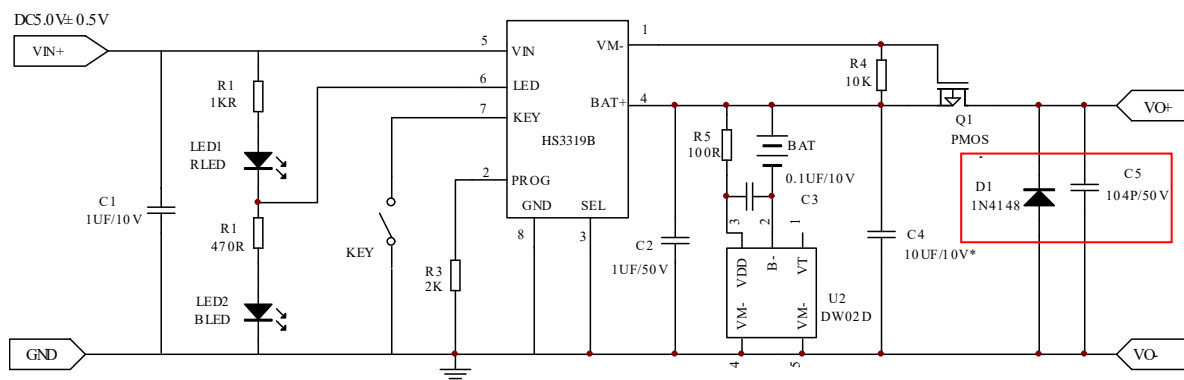 DC5.0V±0.5V
VIN+
R1
1KR
LED1
RLED
C1
1UF/10V
R1
470R
KEY
LED2
BLED
GND
5
6
7
2
VIN
LED
KEY
PROG
GND
SEL
VM-
BAT+
HS3319B
8
3
1
4
R3
2K
C2
1UF/50V
R5
100R
BAT
0.1UF/10V
C3
3
2
1
VDD
B-
VT
VM-
VM-
4
5
U2
DW02D
R4
10K
C4
10UF/10V*
Q1
PMOS
D1
1N4148
C5
104P/50V
VO+
VO-